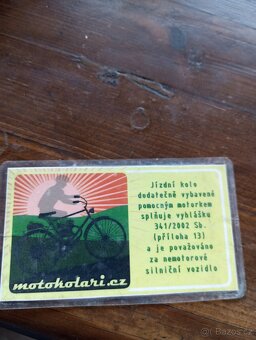 Jízdní kolo
dodatečně vybavené
pomocným motorkem
splňuje vyhlášku
341/2002 Sb.
(příloha 13)
a je považováno
za nemotorové
silniční vozidlo
motokolari.cz